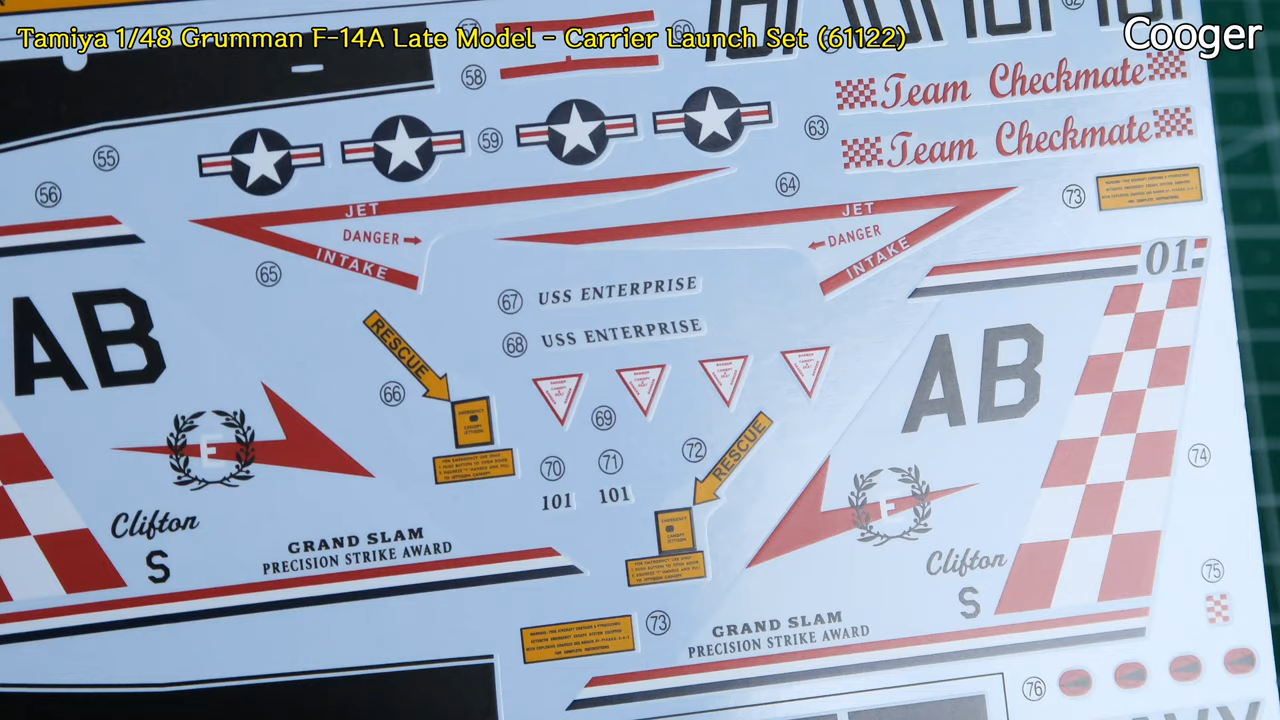 Tamiya 1/48 Grumman F-14A Late Model - Carrier Launch Set (61122)
Cooger
58
60
62
Team Checkmate
55
59
63
Team Checkmate
56
64
73
JET
DANGER
INTAKE
JET
DANGER
INTAKE
65
01
67
USS ENTERPRISE
68
USS ENTERPRISE
AB
RESCUE
66
69
AB
E
70
71
72
RESCUE
74
101
101
E
Clifton
S
GRAND SLAM
PRECISION STRIKE AWARD
Clifton
S
75
73
GRAND SLAM
PRECISION STRIKE AWARD
76